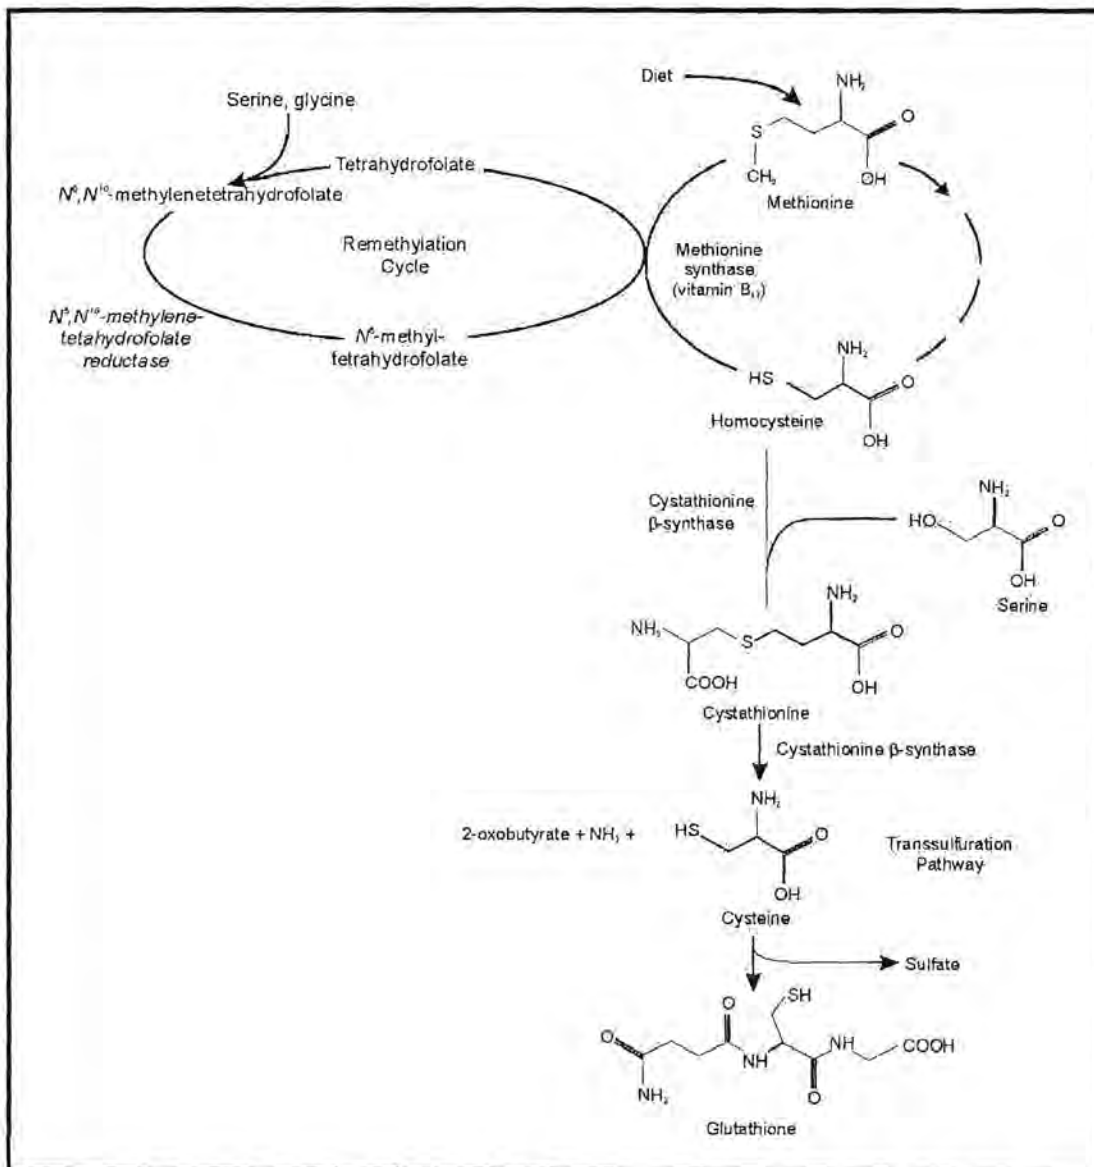 Diet
NH₂
S
O
CH₃
OH
Methionine
Serine, glycine
Tetrahydrofolate
N⁵,N¹⁰-methylenetetrahydrofolate
Remethylation
Cycle
Methionine
synthase
(vitamin B₁₂)
N⁵,N¹⁰-methylene-
tetahydrofolate
reductase
N⁵-methyl-
tetrahydrofolate
NH₂
HS
O
OH
Homocysteine
Cystathionine
β-synthase
NH₂
HO
O
OH
Serine
NH₂
NH₂
S
O
COOH
OH
Cystathionine
Cystathionine β-synthase
NH₂
2-oxobutyrate + NH₃ +
HS
O
OH
Transsulfuration
Pathway
Cysteine
Sulfate
SH
O
O
NH
NH
COOH
NH₂
O
Glutathione